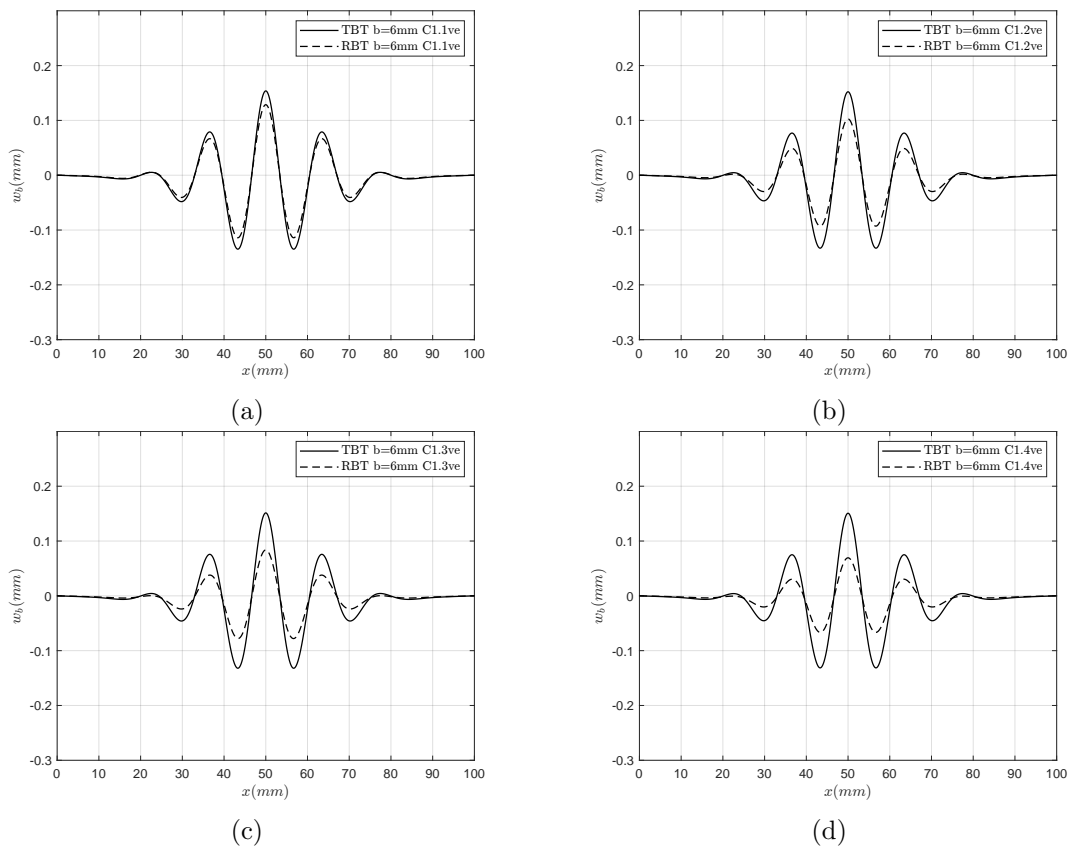 TBT b=6mm C1.1ve
RBT b=6mm C1.1ve
0.2
0.1
0
-0.1
-0.2
-0.3
w_b(mm)
0 10 20 30 40 50 60 70 80 90 100
x(mm)
(a)
TBT b=6mm C1.2ve
RBT b=6mm C1.2ve
0.2
0.1
0
-0.1
-0.2
-0.3
w_b(mm)
0 10 20 30 40 50 60 70 80 90 100
x(mm)
(b)
TBT b=6mm C1.3ve
RBT b=6mm C1.3ve
0.2
0.1
0
-0.1
-0.2
-0.3
w_b(mm)
0 10 20 30 40 50 60 70 80 90 100
x(mm)
(c)
TBT b=6mm C1.4ve
RBT b=6mm C1.4ve
0.2
0.1
0
-0.1
-0.2
-0.3
w_b(mm)
0 10 20 30 40 50 60 70 80 90 100
x(mm)
(d)